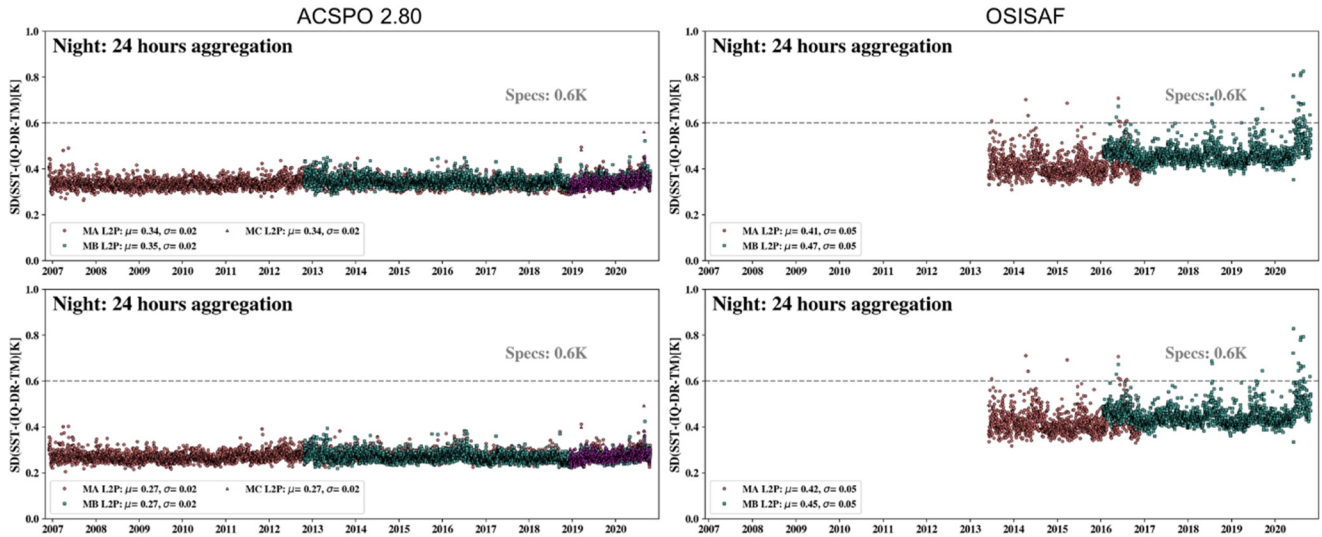 ACSPO 2.80
OSISAF
Night: 24 hours aggregation
Specs: 0.6K
SD(SST-(IQ-DR-TM)[K]
1.0
0.8
0.6
0.4
0.2
0.0
MA L2P: μ= 0.34, σ= 0.02
MB L2P: μ= 0.35, σ= 0.02
MC L2P: μ= 0.34, σ= 0.02
2007 2008 2009 2010 2011 2012 2013 2014 2015 2016 2017 2018 2019 2020
Night: 24 hours aggregation
Specs: 0.6K
SD(SST-(IQ-DR-TM)[K]
1.0
0.8
0.6
0.4
0.2
0.0
MA L2P: μ= 0.41, σ= 0.05
MB L2P: μ= 0.47, σ= 0.05
2007 2008 2009 2010 2011 2012 2013 2014 2015 2016 2017 2018 2019 2020
Night: 24 hours aggregation
Specs: 0.6K
SD(SST-(IQ-DR-TM)[K]
1.0
0.8
0.6
0.4
0.2
0.0
MA L2P: μ= 0.27, σ= 0.02
MB L2P: μ= 0.27, σ= 0.02
MC L2P: μ= 0.27, σ= 0.02
2007 2008 2009 2010 2011 2012 2013 2014 2015 2016 2017 2018 2019 2020
Night: 24 hours aggregation
Specs: 0.6K
SD(SST-(IQ-DR-TM)[K]
1.0
0.8
0.6
0.4
0.2
0.0
MA L2P: μ= 0.42, σ= 0.05
MB L2P: μ= 0.45, σ= 0.05
2007 2008 2009 2010 2011 2012 2013 2014 2015 2016 2017 2018 2019 2020